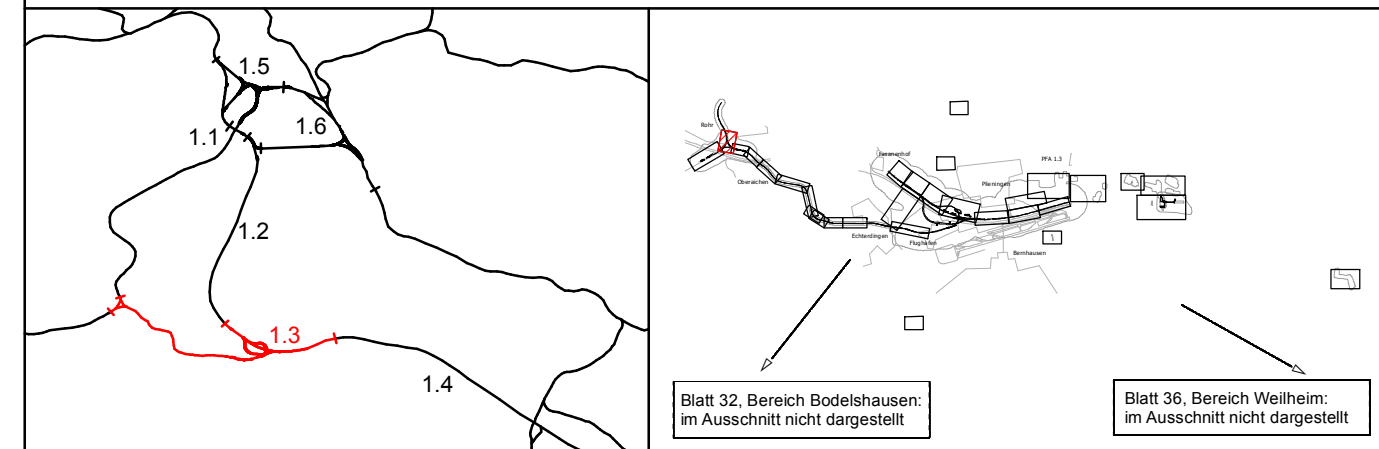 1.5
1.1
1.6
1.2
1.3
1.4
Rohr
Oberaichen
Fasanenhof
Plieningen
PFA 1.3
Echterdingen
Flughafen
Bernhausen
Blatt 32, Bereich Bodelshausen:
im Ausschnitt nicht dargestellt
Blatt 36, Bereich Weilheim:
im Ausschnitt nicht dargestellt